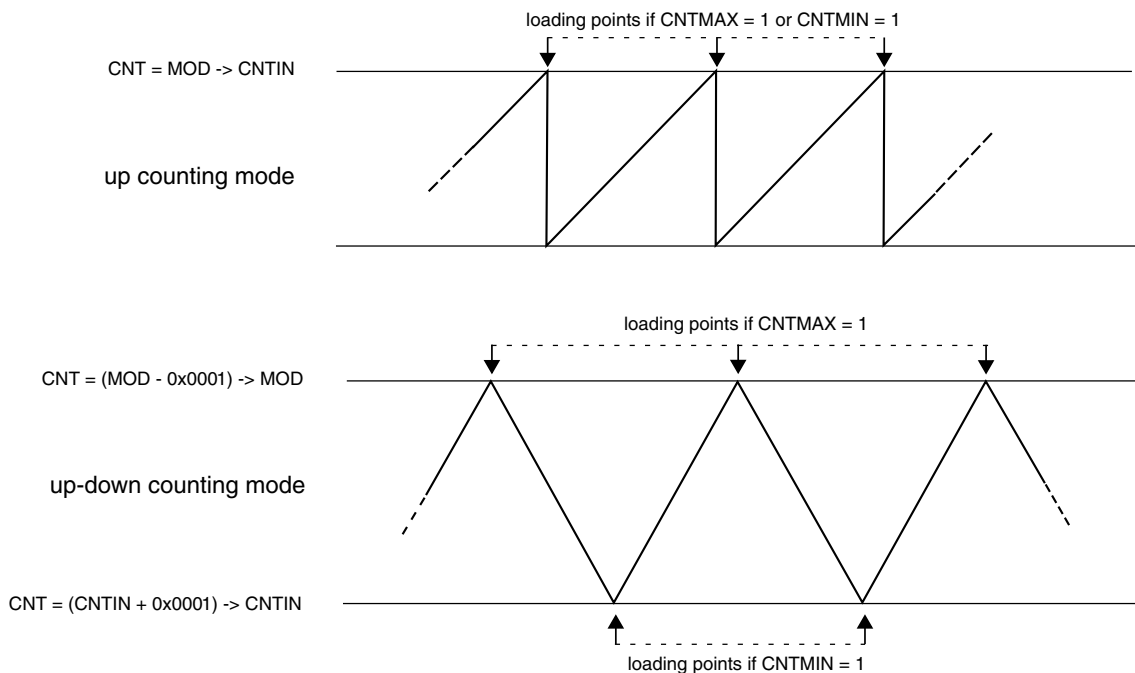 loading points if CNTMAX = 1 or CNTMIN = 1
CNT = MOD -> CNTIN
up counting mode
loading points if CNTMAX = 1
CNT = (MOD - 0x0001) -> MOD
up-down counting mode
CNT = (CNTIN + 0x0001) -> CNTIN
loading points if CNTMIN = 1